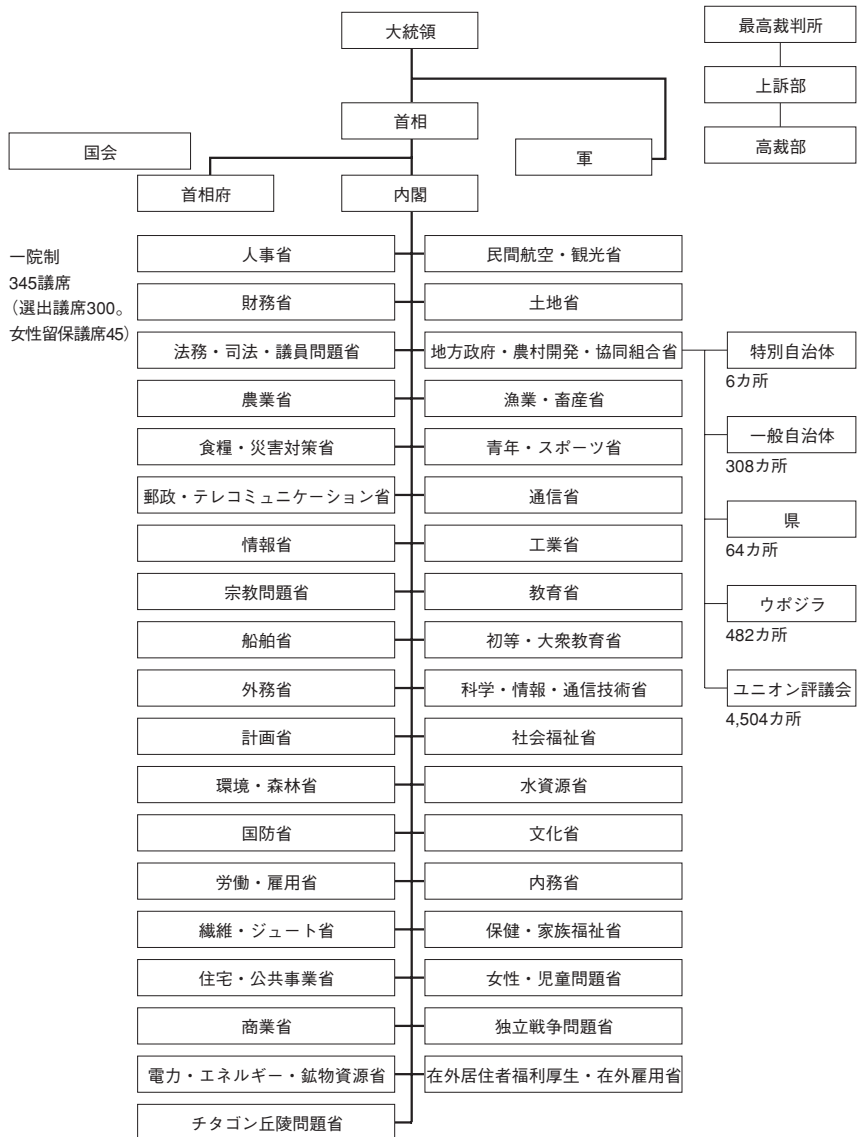 大統領
最高裁判所
上訴部
首相
高裁部
国会
軍
首相府
内閣
一院制
345議席
（選出議席300。
女性留保議席45）
人事省
民間航空・観光省
財務省
土地省
法務・司法・議員問題省
地方政府・農村開発・協同組合省
農業省
漁業・畜産省
食糧・災害対策省
青年・スポーツ省
郵政・テレコミュニケーション省
通信省
情報省
工業省
宗教問題省
教育省
船舶省
初等・大衆教育省
外務省
科学・情報・通信技術省
計画省
社会福祉省
環境・森林省
水資源省
国防省
文化省
労働・雇用省
内務省
繊維・ジュート省
保健・家族福祉省
住宅・公共事業省
女性・児童問題省
商業省
独立戦争問題省
電力・エネルギー・鉱物資源省
在外居住者福利厚生・在外雇用省
チタゴン丘陵問題省
特別自治体
6カ所
一般自治体
308カ所
県
64カ所
ウポジラ
482カ所
ユニオン評議会
4,504カ所